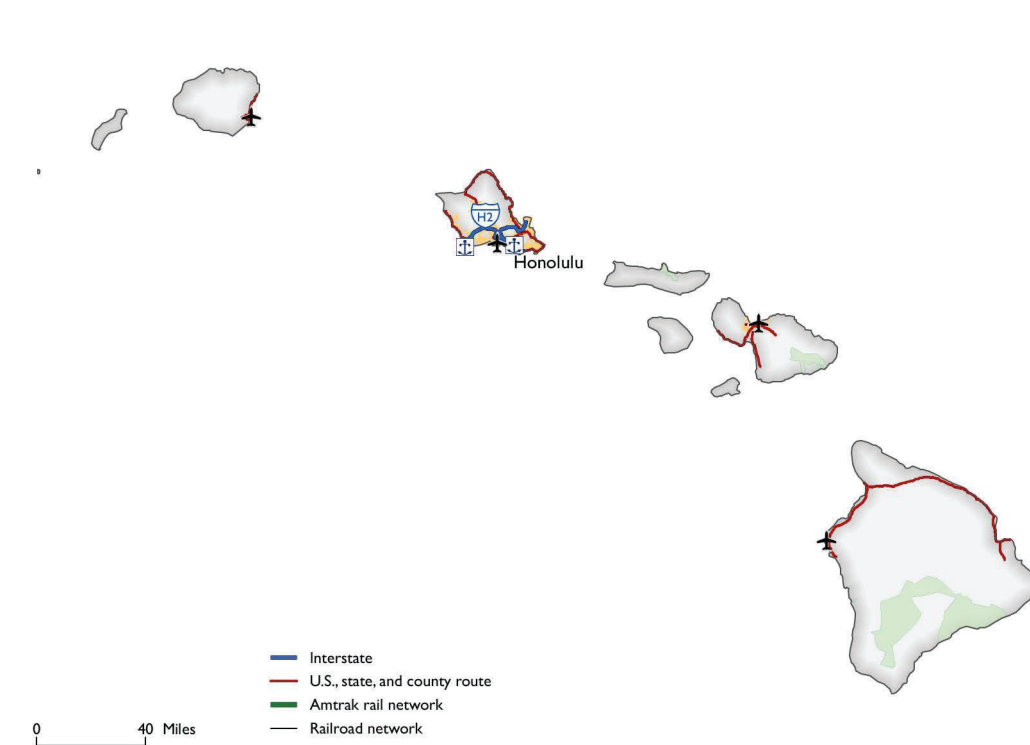 H2
Honolulu
Interstate
U.S., state, and county route
Amtrak rail network
Railroad network
0 40 Miles